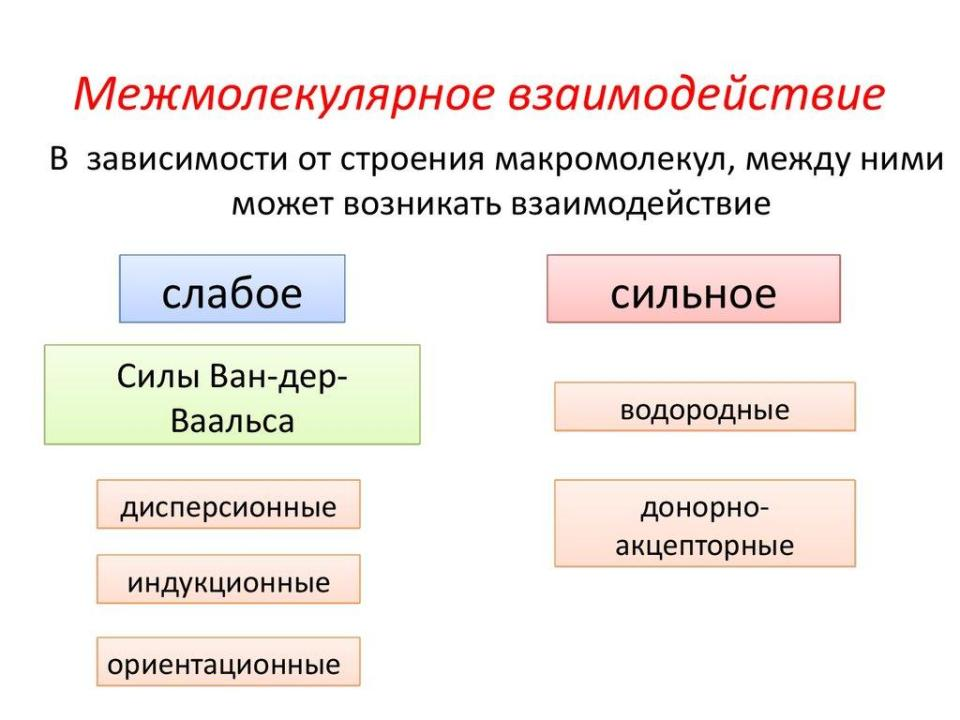 Межмолекулярное взаимодействие
В зависимости от строения макромолекул, между ними
может возникать взаимодействие
слабое
сильное
Силы Ван-дер-
Ваальса
водородные
дисперсионные
донорно-
акцепторные
индукционные
ориентационные